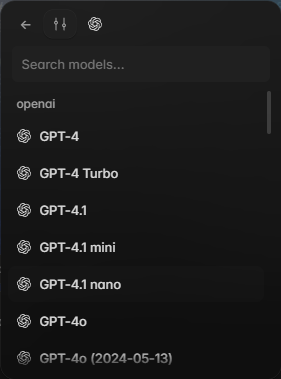 Search models...
openai
GPT-4
GPT-4 Turbo
GPT-4.1
GPT-4.1 mini
GPT-4.1 nano
GPT-4o
GPT-4o (2024-05-13)